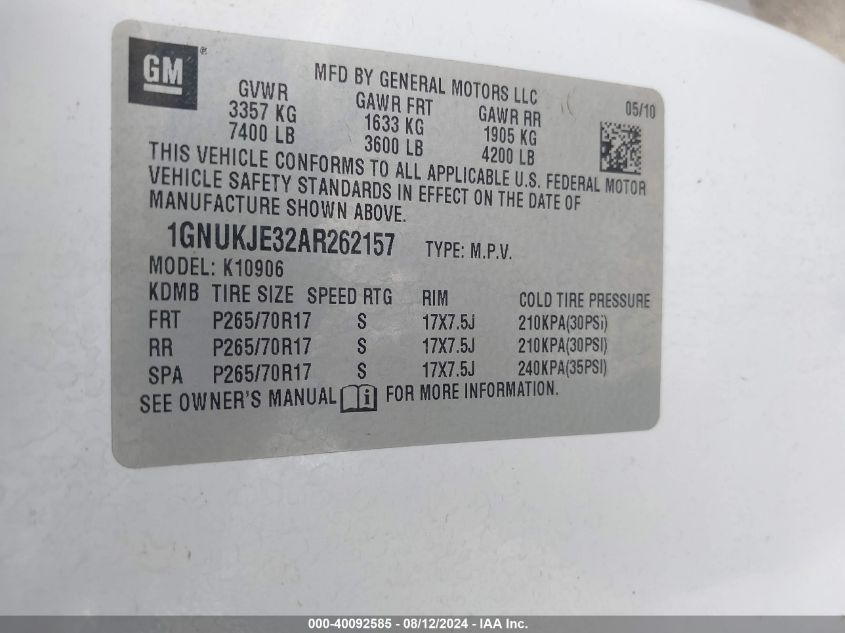 GM®
MFD BY GENERAL MOTORS LLC
05/10
GVWR GAWR FRT GAWR RR
3357 KG 1633 KG 1905 KG
7400 LB 3600 LB 4200 LB
THIS VEHICLE CONFORMS TO ALL APPLICABLE U.S. FEDERAL MOTOR
VEHICLE SAFETY STANDARDS IN EFFECT ON THE DATE OF
MANUFACTURE SHOWN ABOVE.
1GNUKJE32AR262157 TYPE: M.P.V.
MODEL: K10906
KDMB TIRE SIZE SPEED RTG RIM COLD TIRE PRESSURE
FRT P265/70R17 S 17X7.5J 210KPA(30PSi)
RR P265/70R17 S 17X7.5J 210KPA(30PSI)
SPA P265/70R17 S 17X7.5J 240KPA(35PSI)
SEE OWNER'S MANUAL i FOR MORE INFORMATION.
000-40092585 - 08/12/2024 - IAA Inc.